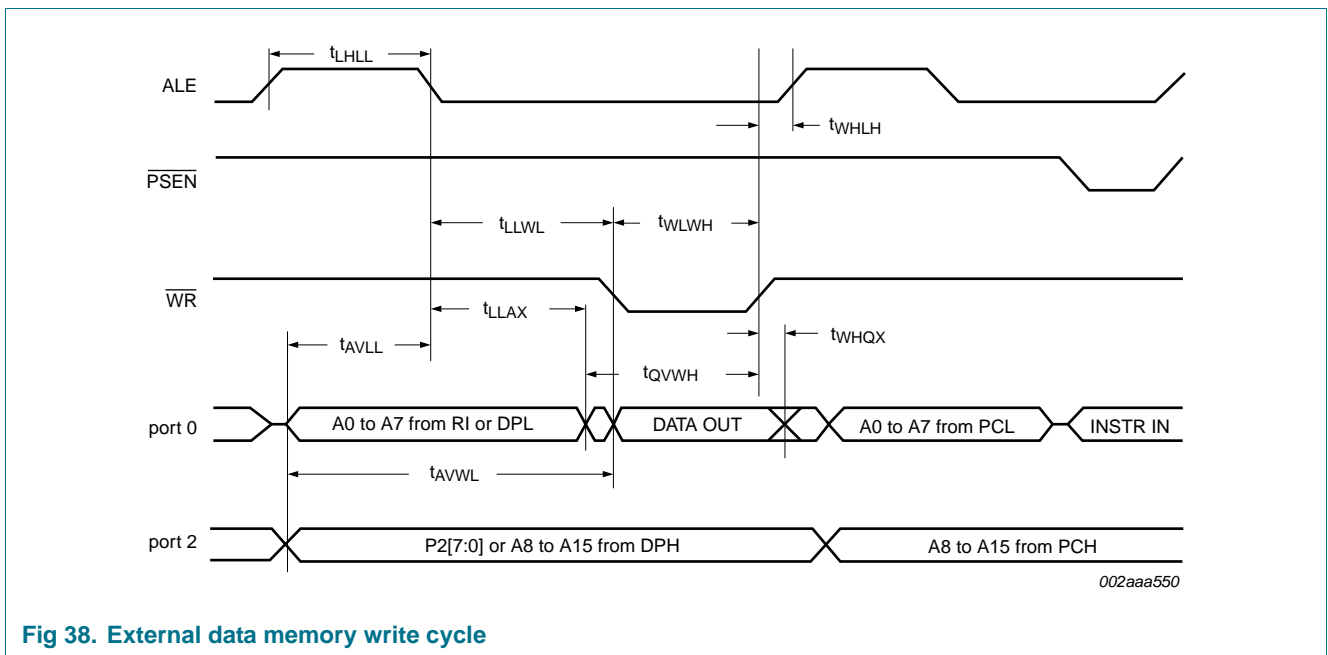 tLHLL
ALE
tWHLH
PSEN
tLLWL
tWLWH
WR
tLLAX
tWHQX
tAVLL
tQVWH
port 0
A0 to A7 from RI or DPL
DATA OUT
A0 to A7 from PCL
INSTR IN
tAVWL
port 2
P2[7:0] or A8 to A15 from DPH
A8 to A15 from PCH
002aaa550
Fig 38. External data memory write cycle